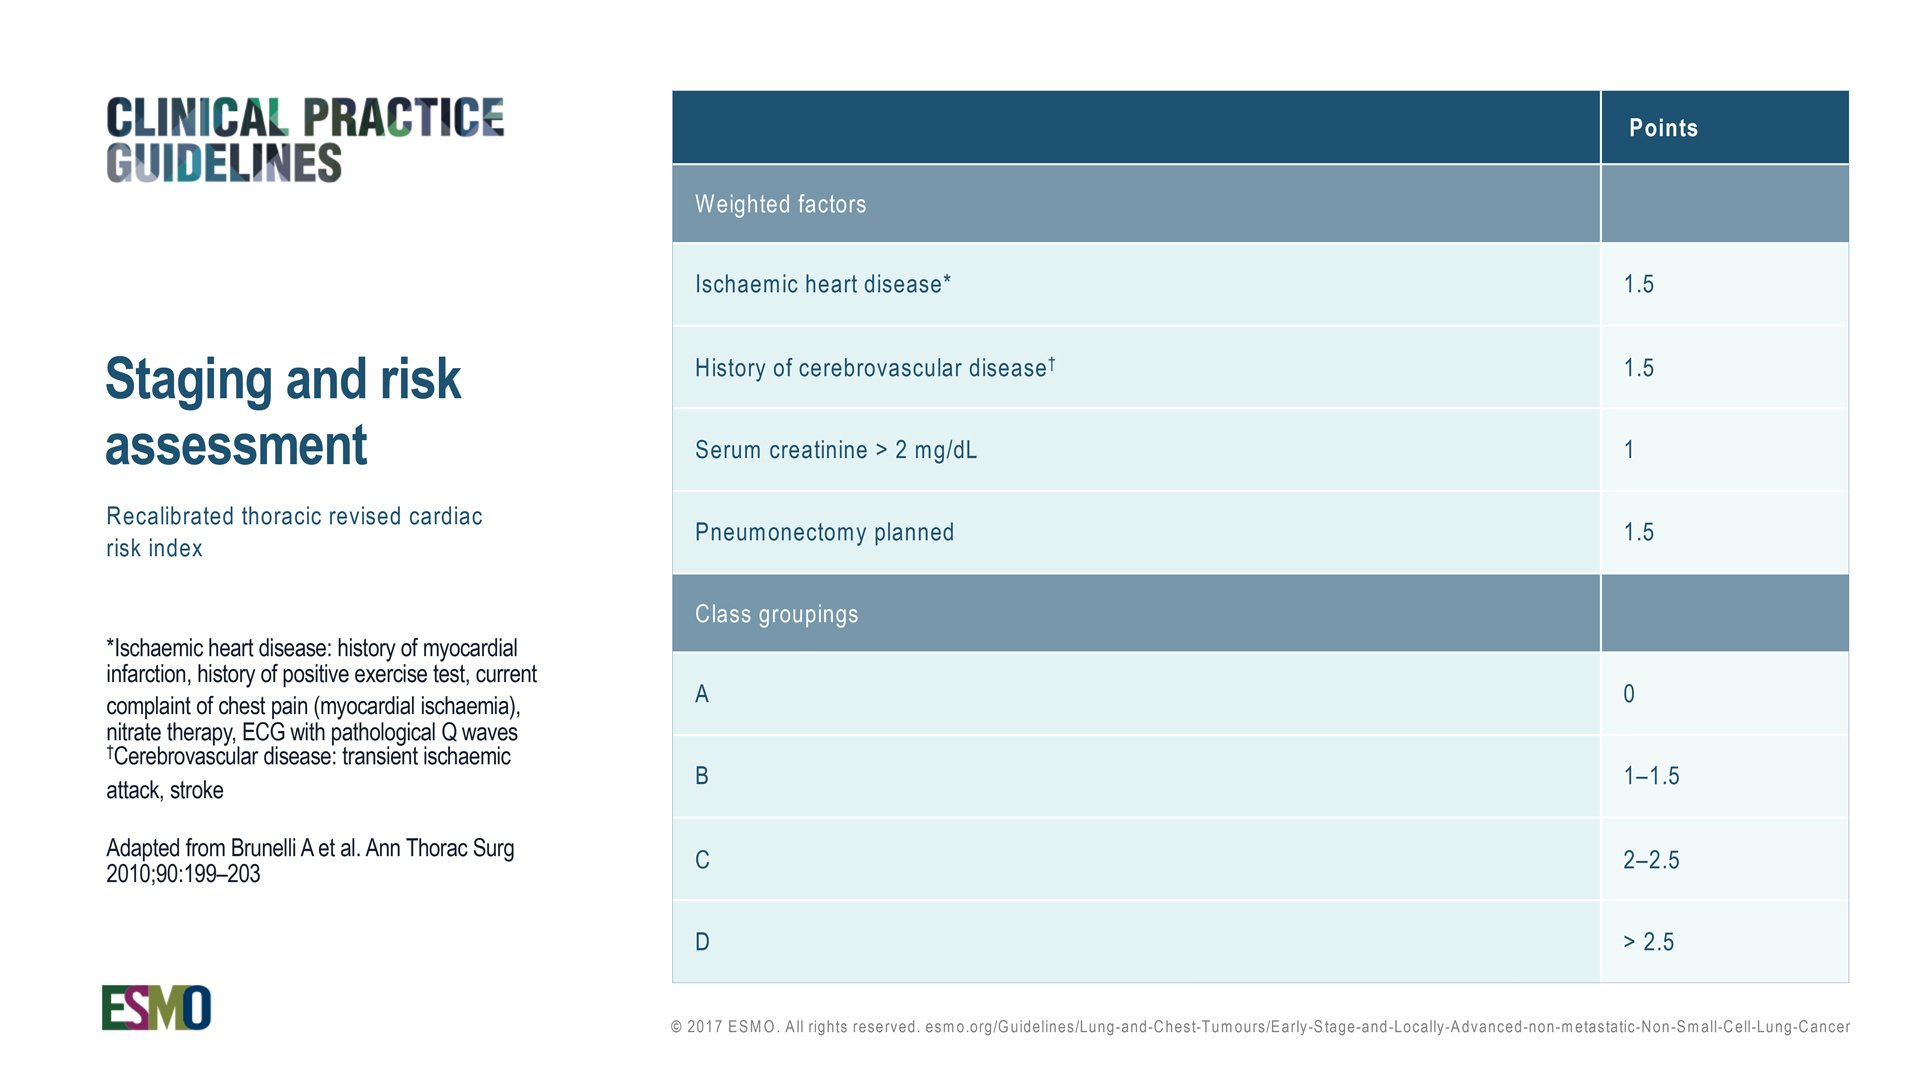 CLINICAL PRACTICE
GUIDELINES
Staging and risk
assessment
Recalibrated thoracic revised cardiac
risk index
*Ischaemic heart disease: history of myocardial
infarction, history of positive exercise test, current
complaint of chest pain (myocardial ischaemia),
nitrate therapy, ECG with pathological Q waves
†Cerebrovascular disease: transient ischaemic
attack, stroke
Adapted from Brunelli A et al. Ann Thorac Surg
2010;90:199–203
ESMO
Points
Weighted factors
Ischaemic heart disease* 1.5
History of cerebrovascular disease† 1.5
Serum creatinine > 2 mg/dL 1
Pneumonectomy planned 1.5
Class groupings
A 0
B 1–1.5
C 2–2.5
D > 2.5
© 2017 ESMO. All rights reserved. esmo.org/Guidelines/Lung-and-Chest-Tumours/Early-Stage-and-Locally-Advanced-non-metastatic-Non-Small-Cell-Lung-Cancer